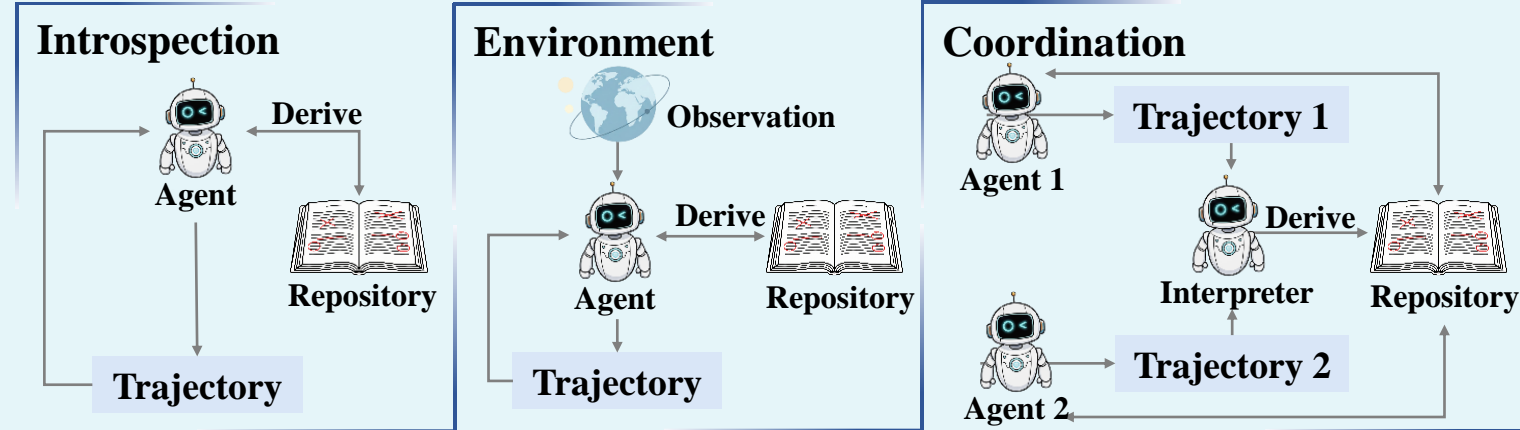 Introspection
Derive
Agent
Repository
Trajectory
Environment
Observation
Derive
Agent
Repository
Trajectory
Coordination
Trajectory 1
Agent 1
Derive
Interpreter
Repository
Trajectory 2
Agent 2